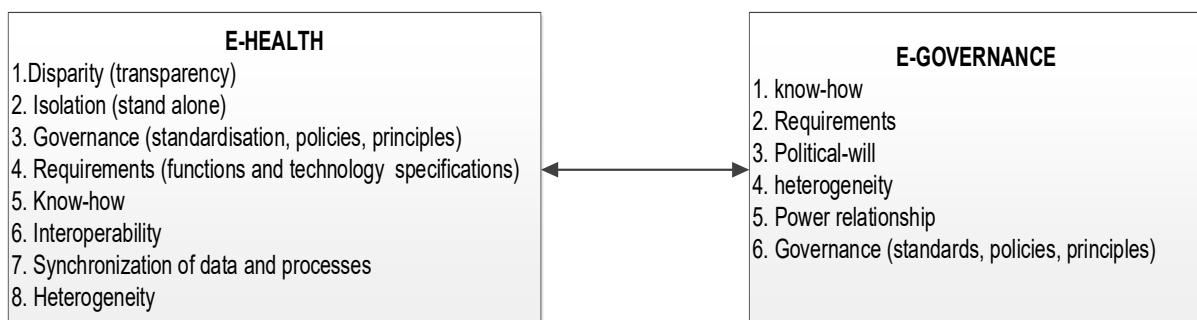 E-HEALTH
1.Disparity (transparency)
2. Isolation (stand alone)
3. Governance (standardisation, policies, principles)
4. Requirements (functions and technology specifications)
5. Know-how
6. Interoperability
7. Synchronization of data and processes
8. Heterogeneity
E-GOVERNANCE
1. know-how
2. Requirements
3. Political-will
4. heterogeneity
5. Power relationship
6. Governance (standards, policies, principles)